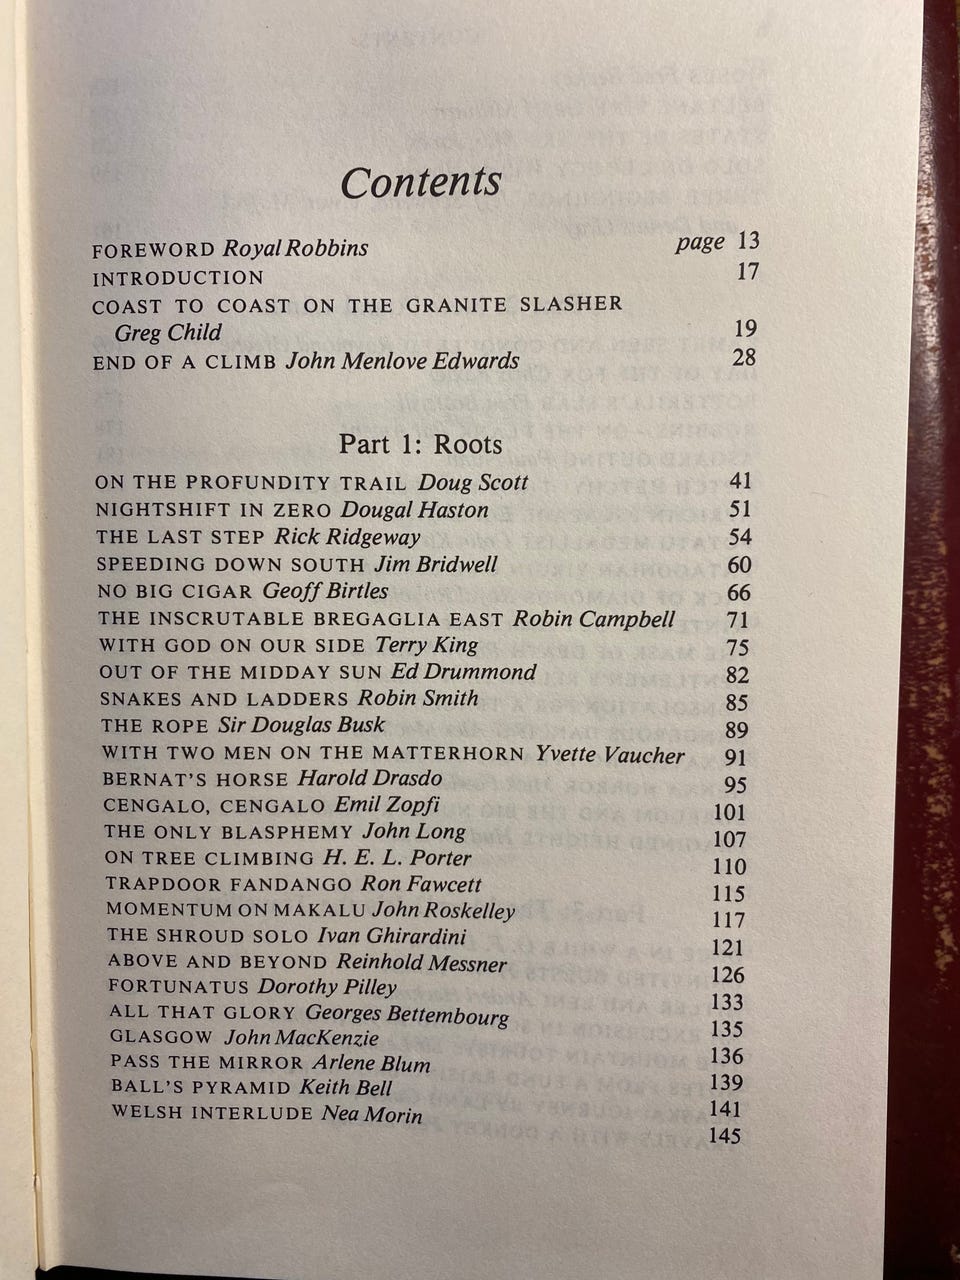 Contents
FOREWORD Royal Robbins page 13
INTRODUCTION 17
COAST TO COAST ON THE GRANITE SLASHER
Greg Child 19
END OF A CLIMB John Menlove Edwards 28
Part 1: Roots
ON THE PROFUNDITY TRAIL Doug Scott 41
NIGHTSHIFT IN ZERO Dougal Haston 51
THE LAST STEP Rick Ridgeway 54
SPEEDING DOWN SOUTH Jim Bridwell 60
NO BIG CIGAR Geoff Birtles 66
THE INSCRUTABLE BREGAGLIA EAST Robin Campbell 71
WITH GOD ON OUR SIDE Terry King 75
OUT OF THE MIDDAY SUN Ed Drummond 82
SNAKES AND LADDERS Robin Smith 85
THE ROPE Sir Douglas Busk 89
WITH TWO MEN ON THE MATTERHORN Yvette Vaucher 91
BERNAT'S HORSE Harold Drasdo 95
CENGALO, CENGALO Emil Zopfi 101
THE ONLY BLASPHEMY John Long 107
ON TREE CLIMBING H. E. L. Porter 110
TRAPDOOR FANDANGO Ron Fawcett 115
MOMENTUM ON MAKALU John Roskelley 117
THE SHROUD SOLO Ivan Ghirardini 121
ABOVE AND BEYOND Reinhold Messner 126
FORTUNATUS Dorothy Pilley 133
ALL THAT GLORY Georges Bettembourg 135
GLASGOW John MacKenzie 136
PASS THE MIRROR Arlene Blum 139
BALL'S PYRAMID Keith Bell 141
WELSH INTERLUDE Nea Morin 145